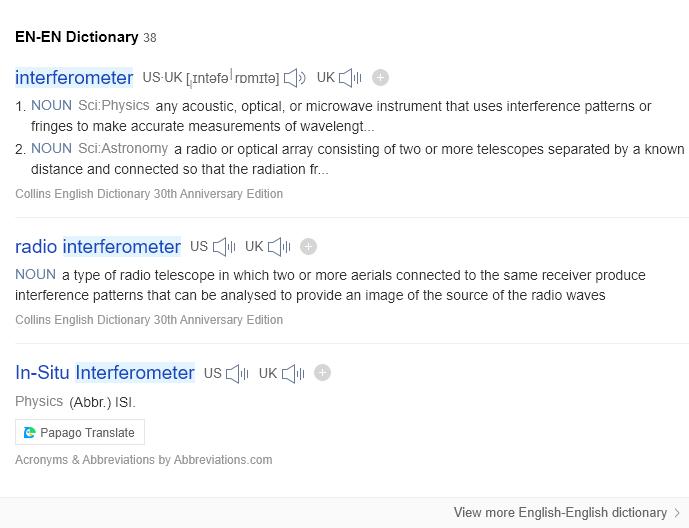 EN-EN Dictionary 38
interferometer US·UK [ˌɪntəfəˈrɒmɪtə] UK
1. NOUN Sci:Physics any acoustic, optical, or microwave instrument that uses interference patterns or
fringes to make accurate measurements of wavelengt...
2. NOUN Sci:Astronomy a radio or optical array consisting of two or more telescopes separated by a known
distance and connected so that the radiation fr...
Collins English Dictionary 30th Anniversary Edition
radio interferometer US UK
NOUN a type of radio telescope in which two or more aerials connected to the same receiver produce
interference patterns that can be analysed to provide an image of the source of the radio waves
Collins English Dictionary 30th Anniversary Edition
In-Situ Interferometer US UK
Physics (Abbr.) ISI.
Papago Translate
Acronyms & Abbreviations by Abbreviations.com
View more English-English dictionary